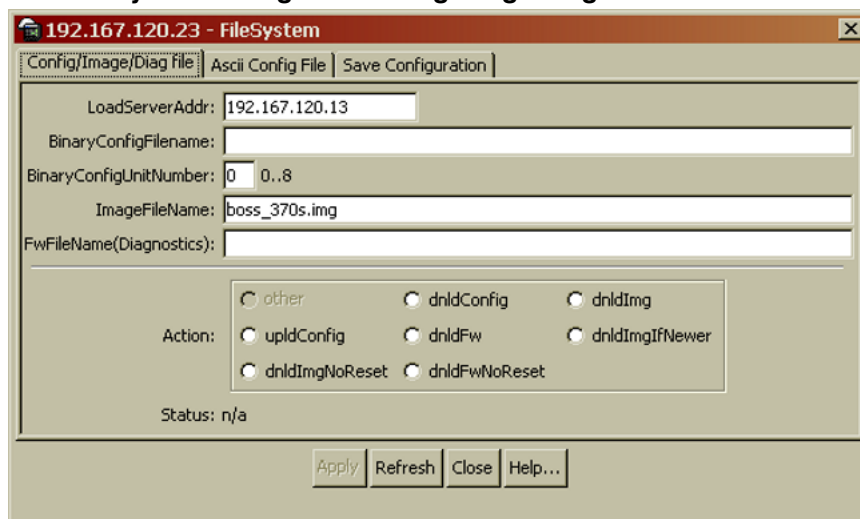 192.167.120.23 - FileSystem
Config/Image/Diag file Ascii Config File Save Configuration
LoadServerAddr: 192.167.120.13
BinaryConfigFilename:
BinaryConfigUnitNumber: 0 0..8
ImageFileName: boss_370s.img
FwFileName(Diagnostics):
other dnldConfig dnldImg
Action: upldConfig dnldFw dnldImgIfNewer
dnldImgNoReset dnldFwNoReset
Status: n/a
Apply Refresh Close Help...